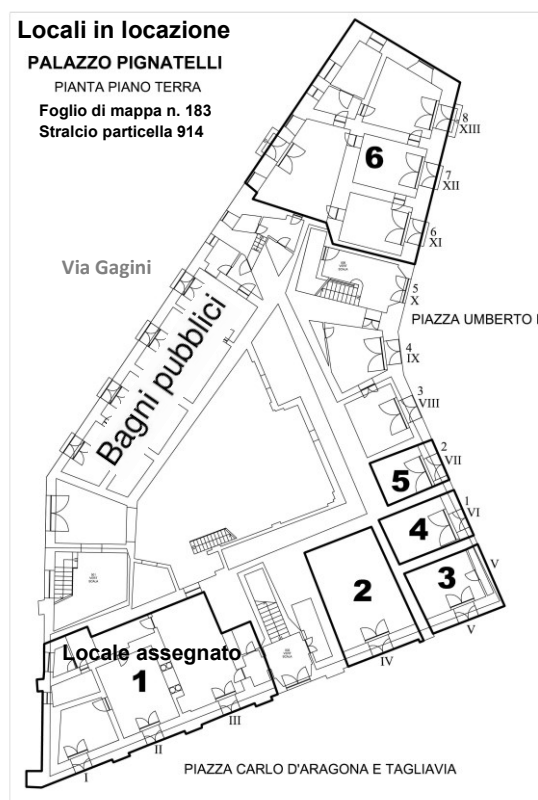 Locali in locazione
PALAZZO PIGNATELLI
PIANTA PIANO TERRA
Foglio di mappa n. 183
Stralcio particella 914
8
XIII
6
7
XII
6
XI
Via Gagini
5
X
PIAZZA UMBERTO I
4
IX
Bagni pubblici
3
VIII
2
VII
5
1
VI
4
V
3
2
V
Locale assegnato
1
IV
III
II
I
PIAZZA CARLO D'ARAGONA E TAGLIAVIA